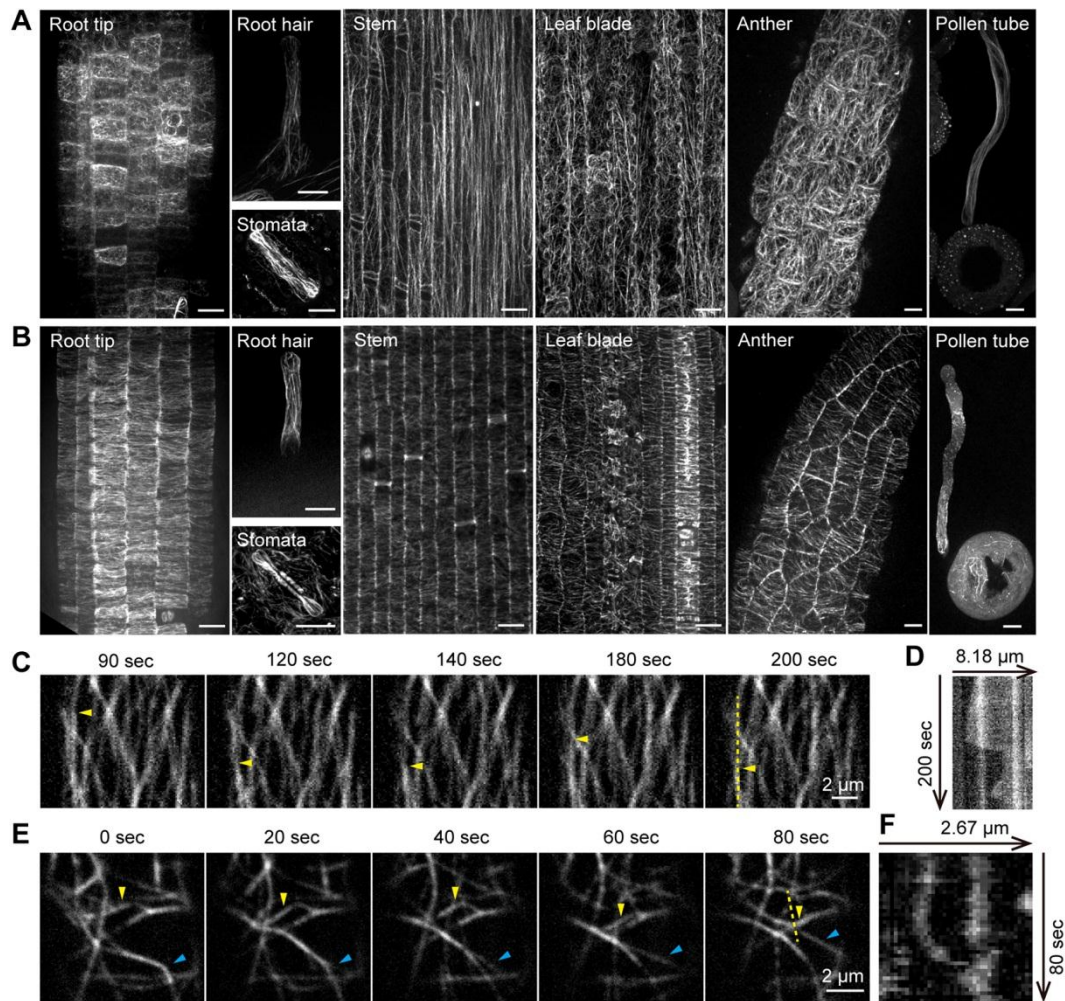 A
Root tip
Root hair
Stem
Leaf blade
Anther
Pollen tube
Stomata
B
Root tip
Root hair
Stem
Leaf blade
Anther
Pollen tube
Stomata
C
90 sec
120 sec
140 sec
180 sec
200 sec
2 μm
D
8.18 μm
200 sec
E
0 sec
20 sec
40 sec
60 sec
80 sec
2 μm
F
2.67 μm
80 sec